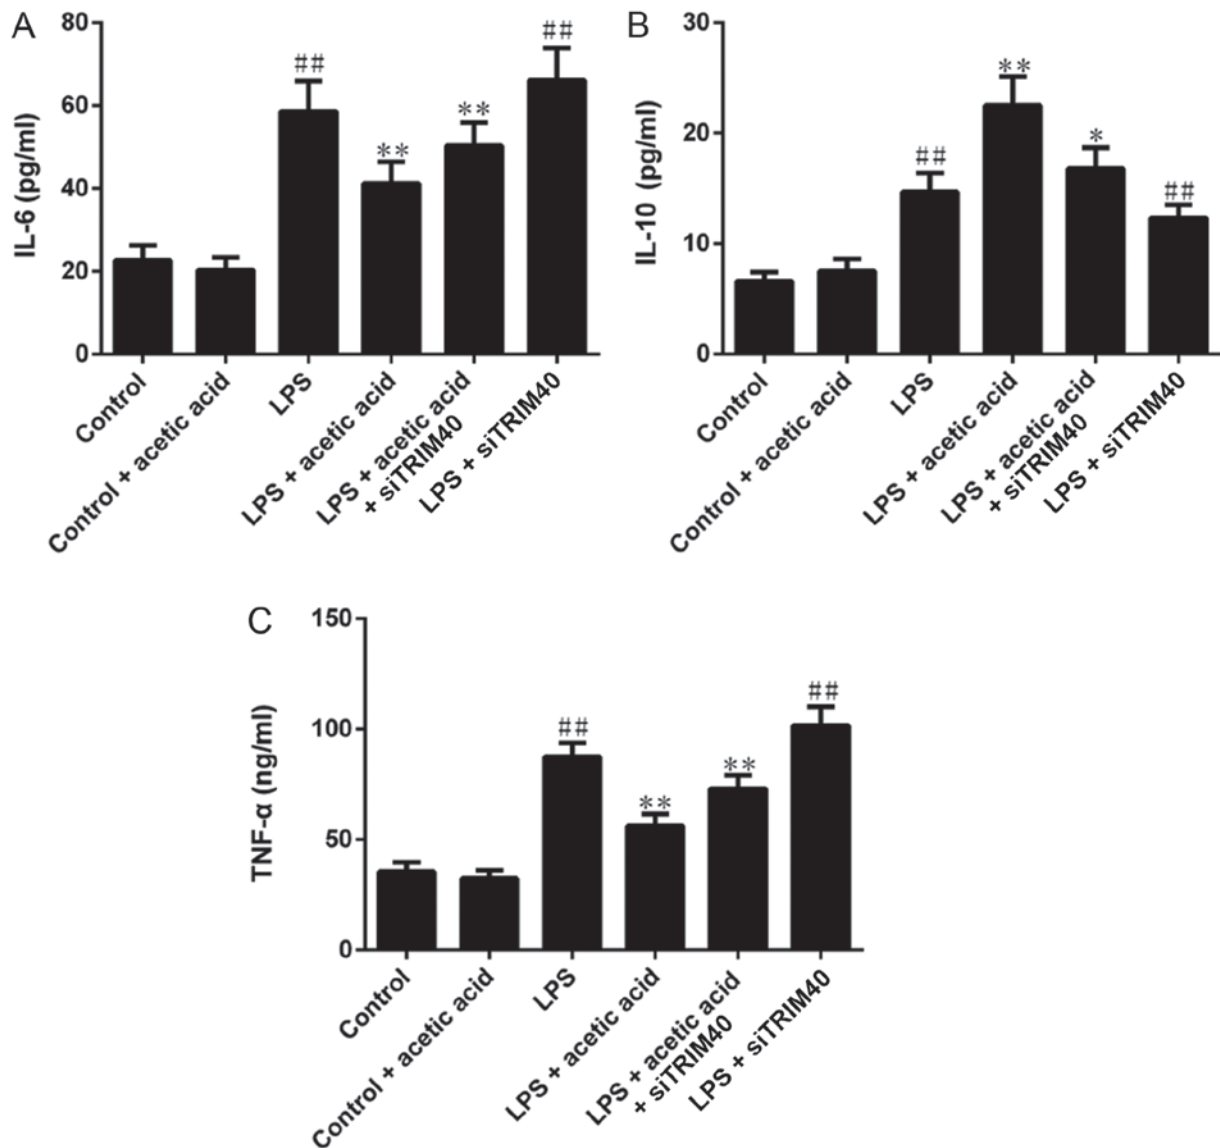 A
IL-6 (pg/ml)
80
60
40
20
0
##
**
**
##
Control
Control + acetic acid
LPS
LPS + acetic acid
LPS + acetic acid
+ siTRIM40
LPS + siTRIM40
B
IL-10 (pg/ml)
30
20
10
0
##
**
*
##
Control
Control + acetic acid
LPS
LPS + acetic acid
LPS + acetic acid
+ siTRIM40
LPS + siTRIM40
C
TNF-α (ng/ml)
150
100
50
0
##
**
**
##
Control
Control + acetic acid
LPS
LPS + acetic acid
LPS + acetic acid
+ siTRIM40
LPS + siTRIM40